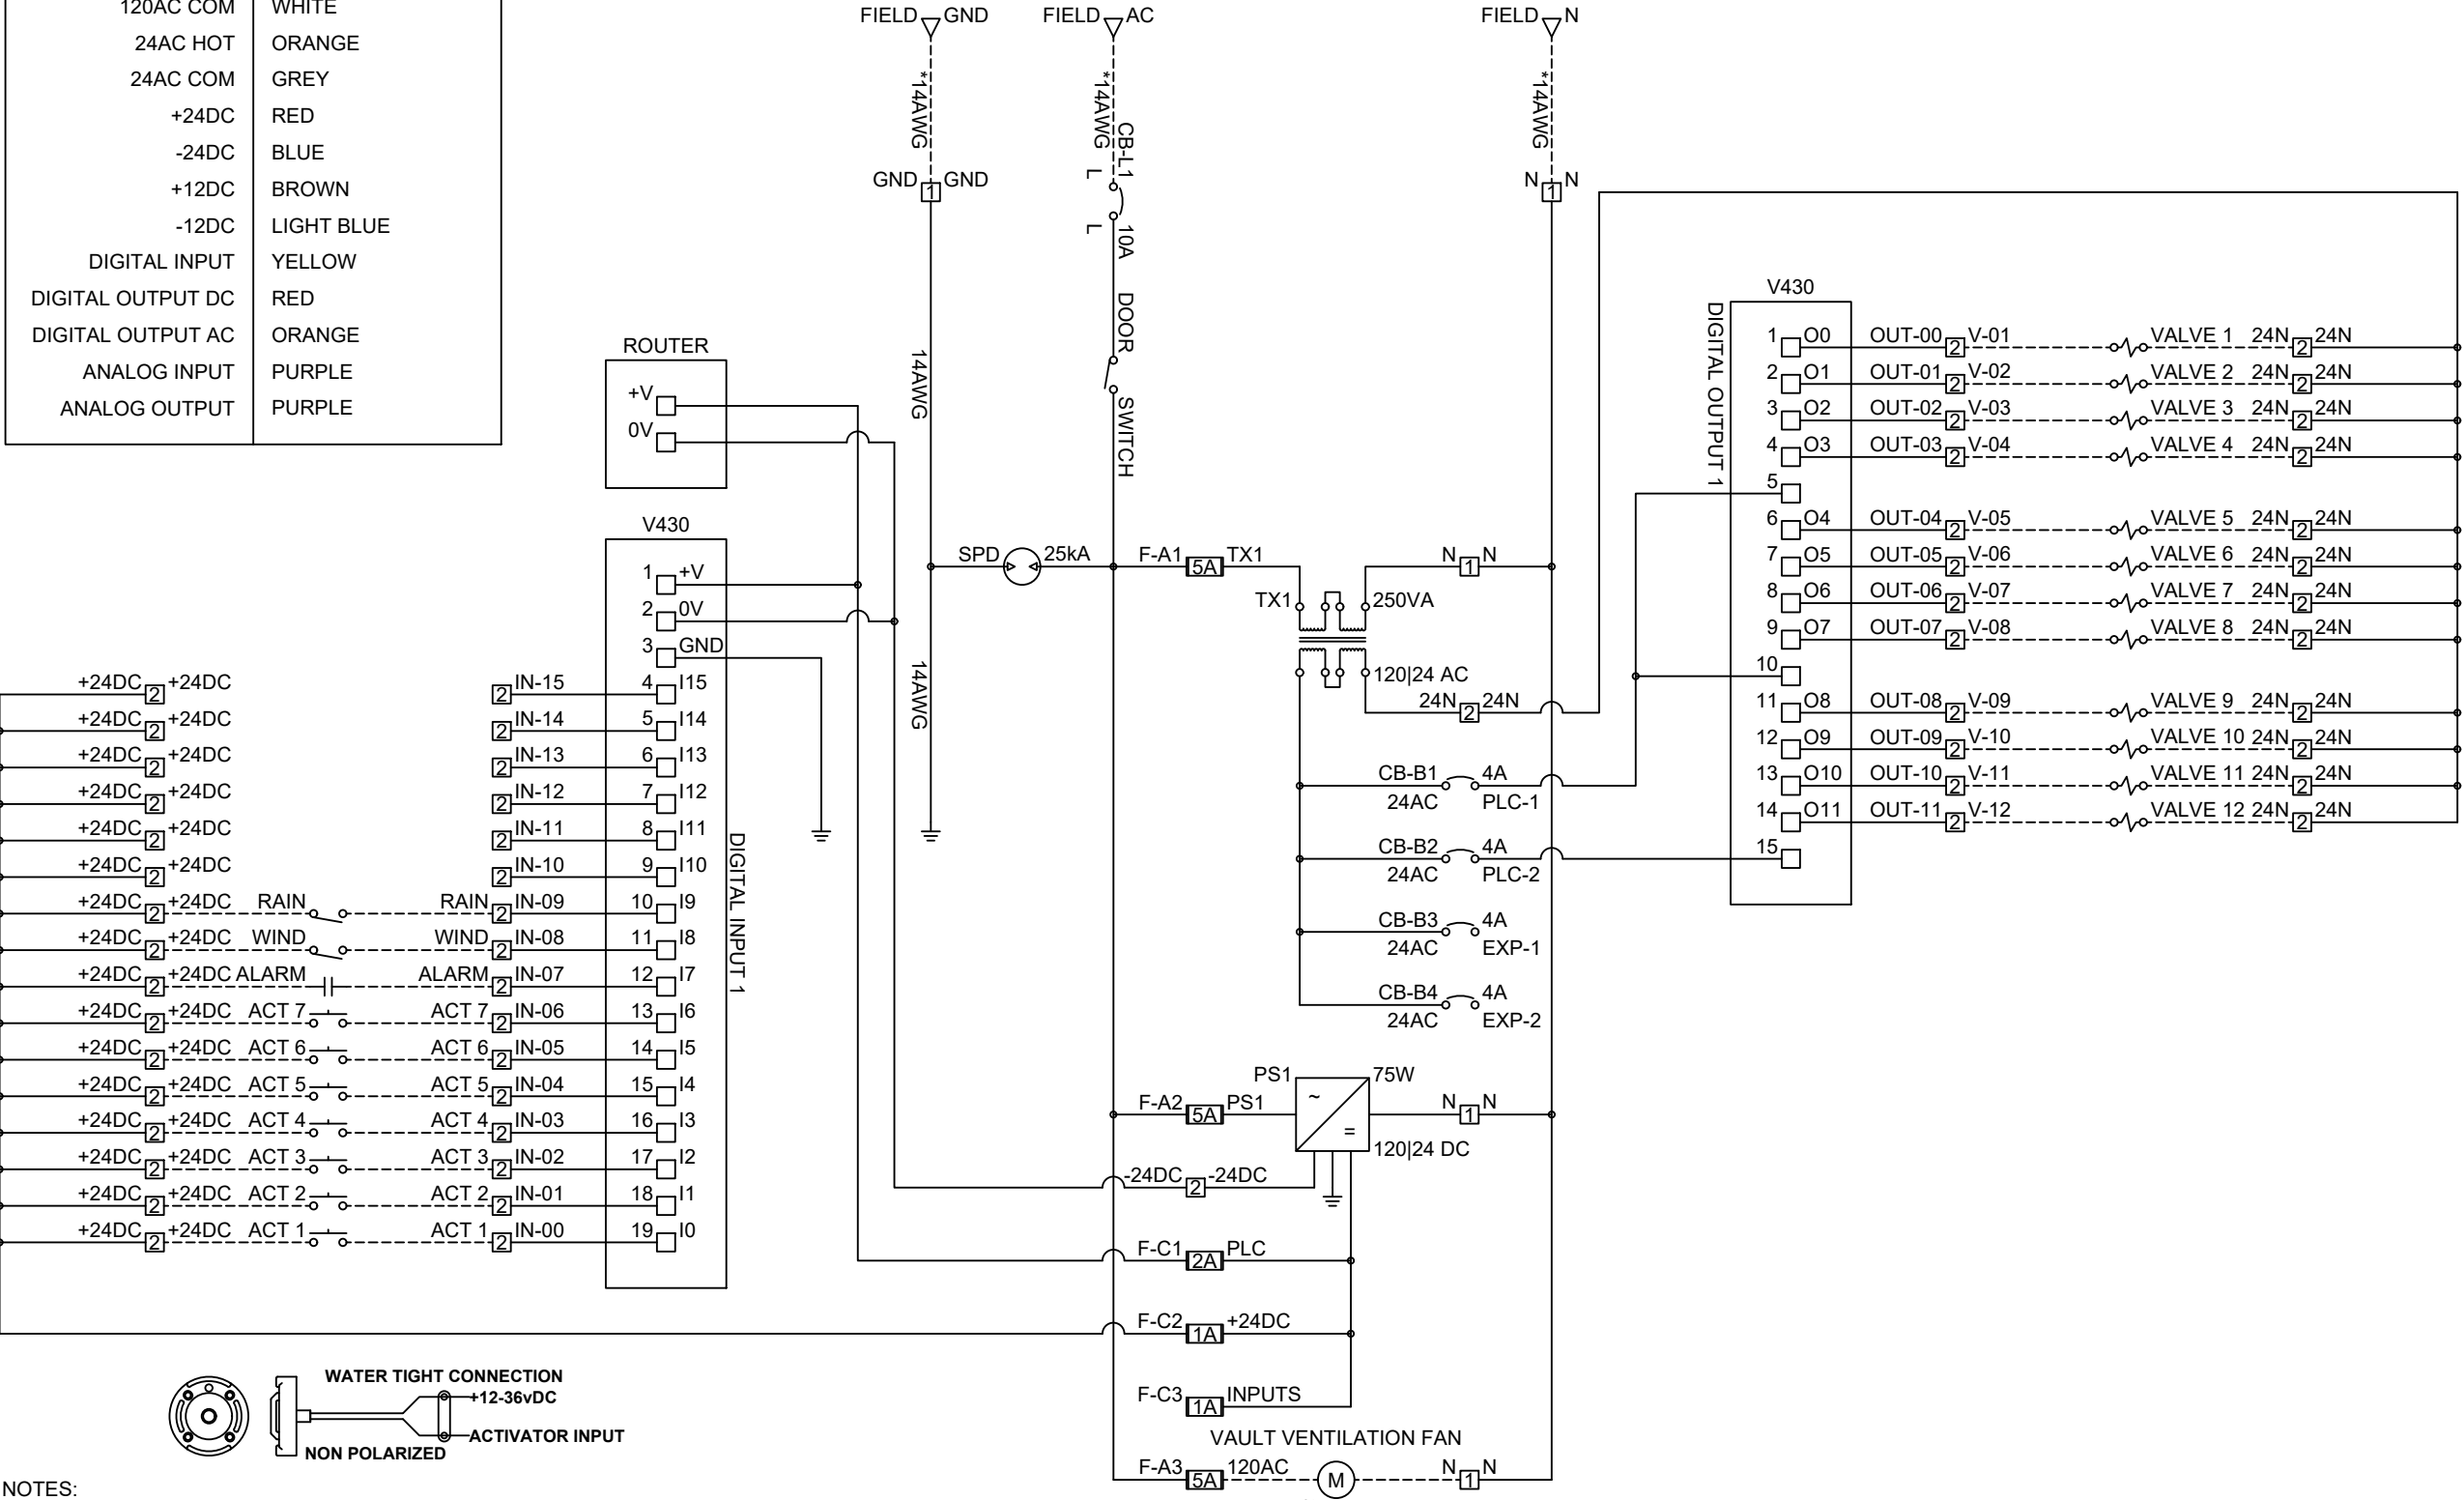 120AC COM WHITE
24AC HOT ORANGE
24AC COM GREY
+24DC RED
-24DC BLUE
+12DC BROWN
-12DC LIGHT BLUE
DIGITAL INPUT YELLOW
DIGITAL OUTPUT DC RED
DIGITAL OUTPUT AC ORANGE
ANALOG INPUT PURPLE
ANALOG OUTPUT PURPLE
FIELD GND
*14AWG
GND 1 GND
14AWG
14AWG
FIELD AC
*14AWG
CB-L1
L
L
10A
DOOR
SWITCH
FIELD N
*14AWG
N 1 N
ROUTER
+V
0V
V430
DIGITAL INPUT 1
1 +V
2 0V
3 GND
+24DC 2 +24DC 2 IN-15 4 I15
+24DC 2 +24DC 2 IN-14 5 I14
+24DC 2 +24DC 2 IN-13 6 I13
+24DC 2 +24DC 2 IN-12 7 I12
+24DC 2 +24DC 2 IN-11 8 I11
+24DC 2 +24DC 2 IN-10 9 I10
+24DC 2 +24DC RAIN RAIN 2 IN-09 10 I9
+24DC 2 +24DC WIND WIND 2 IN-08 11 I8
+24DC 2 +24DC ALARM ALARM 2 IN-07 12 I7
+24DC 2 +24DC ACT 7 ACT 7 2 IN-06 13 I6
+24DC 2 +24DC ACT 6 ACT 6 2 IN-05 14 I5
+24DC 2 +24DC ACT 5 ACT 5 2 IN-04 15 I4
+24DC 2 +24DC ACT 4 ACT 4 2 IN-03 16 I3
+24DC 2 +24DC ACT 3 ACT 3 2 IN-02 17 I2
+24DC 2 +24DC ACT 2 ACT 2 2 IN-01 18 I1
+24DC 2 +24DC ACT 1 ACT 1 2 IN-00 19 I0
SPD 25kA
F-A1 5A TX1
N 1 N
TX1 250VA
120|24 AC
24N 2 24N
CB-B1 4A
24AC PLC-1
CB-B2 4A
24AC PLC-2
CB-B3 4A
24AC EXP-1
CB-B4 4A
24AC EXP-2
PS1 75W
~
=
F-A2 5A PS1
N 1 N
120|24 DC
-24DC 2 -24DC
F-C1 2A PLC
F-C2 1A +24DC
F-C3 1A INPUTS
VAULT VENTILATION FAN
F-A3 5A 120AC M N 1 N
V430
DIGITAL OUTPUT 1
1 O0 OUT-00 2 V-01 VALVE 1 24N 2 24N
2 O1 OUT-01 2 V-02 VALVE 2 24N 2 24N
3 O2 OUT-02 2 V-03 VALVE 3 24N 2 24N
4 O3 OUT-03 2 V-04 VALVE 4 24N 2 24N
5
6 O4 OUT-04 2 V-05 VALVE 5 24N 2 24N
7 O5 OUT-05 2 V-06 VALVE 6 24N 2 24N
8 O6 OUT-06 2 V-07 VALVE 7 24N 2 24N
9 O7 OUT-07 2 V-08 VALVE 8 24N 2 24N
10
11 O8 OUT-08 2 V-09 VALVE 9 24N 2 24N
12 O9 OUT-09 2 V-10 VALVE 10 24N 2 24N
13 O10 OUT-10 2 V-11 VALVE 11 24N 2 24N
14 O11 OUT-11 2 V-12 VALVE 12 24N 2 24N
15
WATER TIGHT CONNECTION
+12-36vDC
ACTIVATOR INPUT
NON POLARIZED
NOTES: